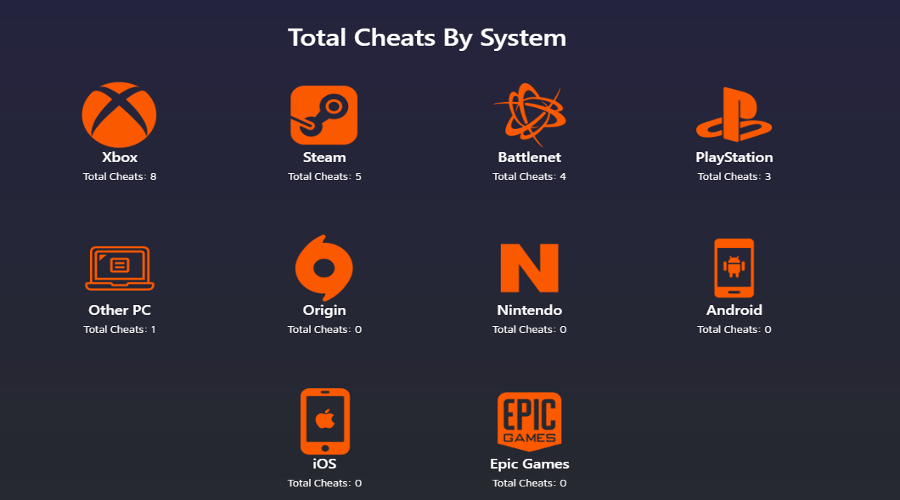 Total Cheats By System
Xbox
Total Cheats: 8
Steam
Total Cheats: 5
Battlenet
Total Cheats: 4
PlayStation
Total Cheats: 3
Other PC
Total Cheats: 1
Origin
Total Cheats: 0
Nintendo
Total Cheats: 0
Android
Total Cheats: 0
iOS
Total Cheats: 0
EPIC
GAMES
Epic Games
Total Cheats: 0